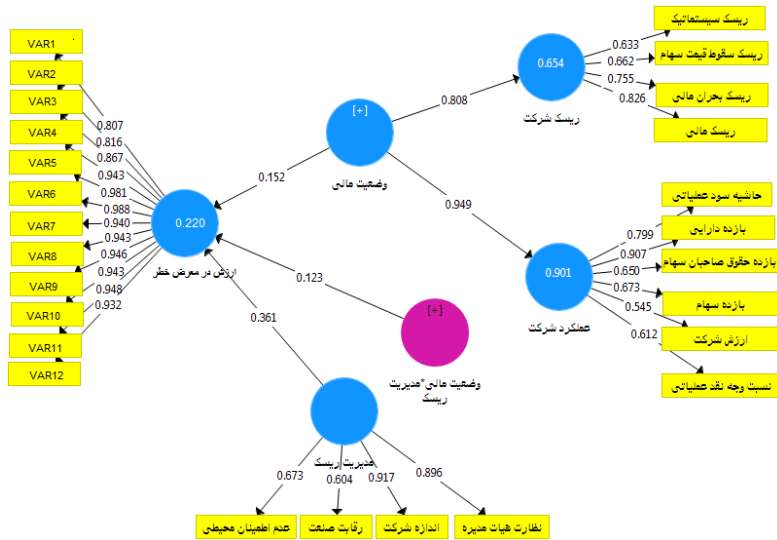 VAR1
VAR2
VAR3
VAR4
VAR5
VAR6
VAR7
VAR8
VAR9
VAR10
VAR11
VAR12
0.807
0.816
0.867
0.943
0.981
0.988
0.940
0.943
0.946
0.943
0.948
0.932
0.220
ارزش در معرض خطر
0.152
0.123
0.361
[+]
وضعیت مالی
0.808
0.949
0.654
ریسک شرکت
0.633
0.662
0.755
0.826
ریسک سیستماتیک
ریسک سقوط قیمت سهام
ریسک بحران مالی
ریسک مالی
0.901
عملکرد شرکت
0.799
0.907
0.650
0.673
0.545
0.612
حاشیه سود عملیاتی
بازده دارایی
بازده حقوق صاحبان سهام
بازده سهام
ارزش شرکت
نسبت وجه نقد عملیاتی
[+]
وضعیت مالی*مدیریت
ریسک
مدیریت ریسک
0.673
0.604
0.917
0.896
عدم اطمینان محیطی
رقابت صنعت
اندازه شرکت
نظارت هیات مدیره